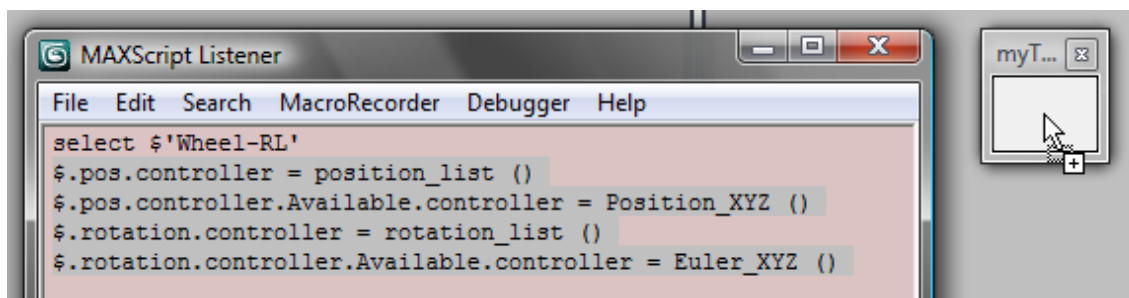 MAXScript Listener
File Edit Search MacroRecorder Debugger Help
select $'Wheel-RL'
$.pos.controller = position_list ()
$.pos.controller.Available.controller = Position_XYZ ()
$.rotation.controller = rotation_list ()
$.rotation.controller.Available.controller = Euler_XYZ ()
myT...